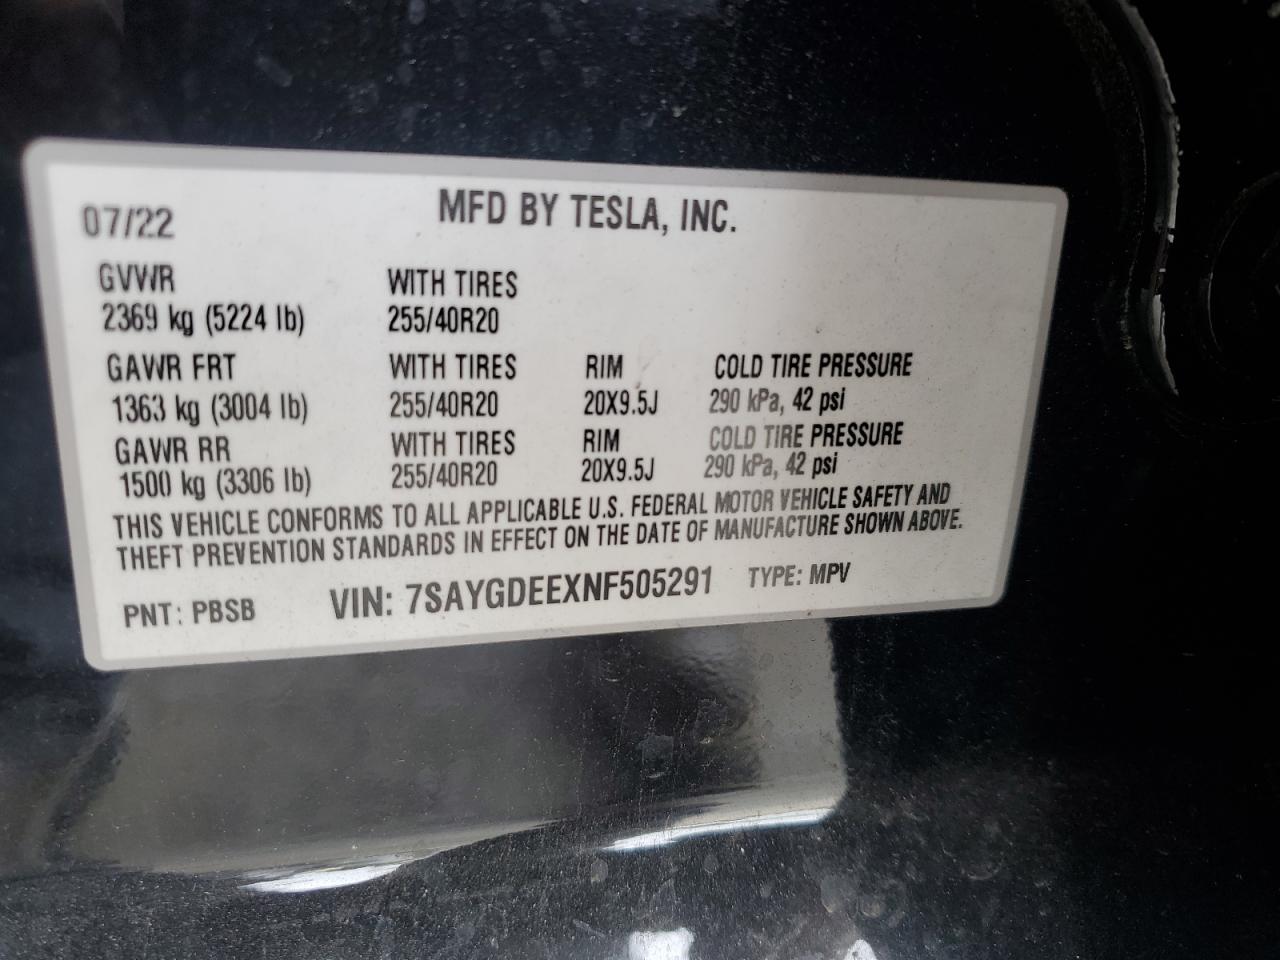 07/22 MFD BY TESLA, INC.
GVWR WITH TIRES
2369 kg (5224 lb) 255/40R20
GAWR FRT WITH TIRES RIM COLD TIRE PRESSURE
1363 kg (3004 lb) 255/40R20 20X9.5J 290 kPa, 42 psi
GAWR RR WITH TIRES RIM COLD TIRE PRESSURE
1500 kg (3306 lb) 255/40R20 20X9.5J 290 kPa, 42 psi
THIS VEHICLE CONFORMS TO ALL APPLICABLE U.S. FEDERAL MOTOR VEHICLE SAFETY AND
THEFT PREVENTION STANDARDS IN EFFECT ON THE DATE OF MANUFACTURE SHOWN ABOVE.
PNT: PBSB VIN: 7SAYGDEEXNF505291 TYPE: MPV